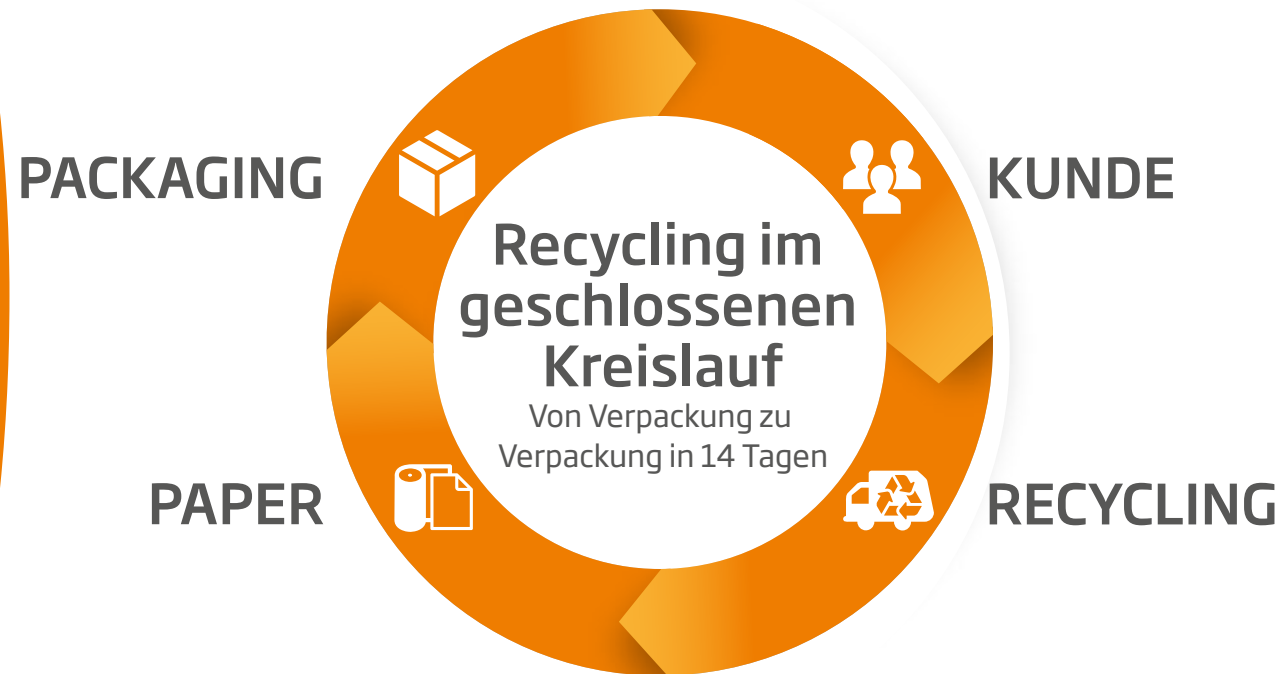 PACKAGING
KUNDE
Recycling im
geschlossenen
Kreislauf
Von Verpackung zu
Verpackung in 14 Tagen
PAPER
RECYCLING